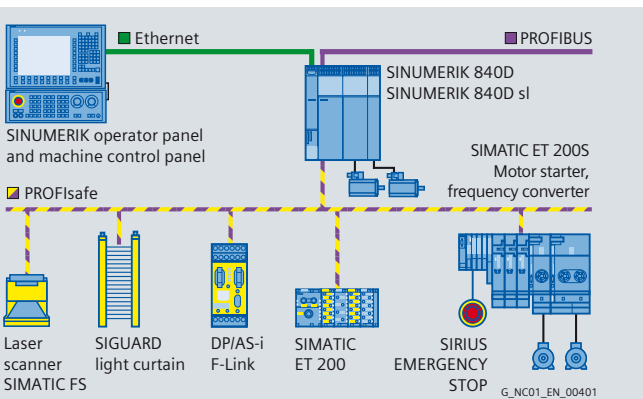 Ethernet
PROFIBUS
SINUMERIK 840D
SINUMERIK 840D sl
SINUMERIK operator panel
and machine control panel
SIMATIC ET 200S
Motor starter,
frequency converter
PROFIsafe
Laser
scanner
SIMATIC FS
SIGUARD
light curtain
DP/AS-i
F-Link
SIMATIC
ET 200
SIRIUS
EMERGENCY
STOP
G_NC01_EN_00401